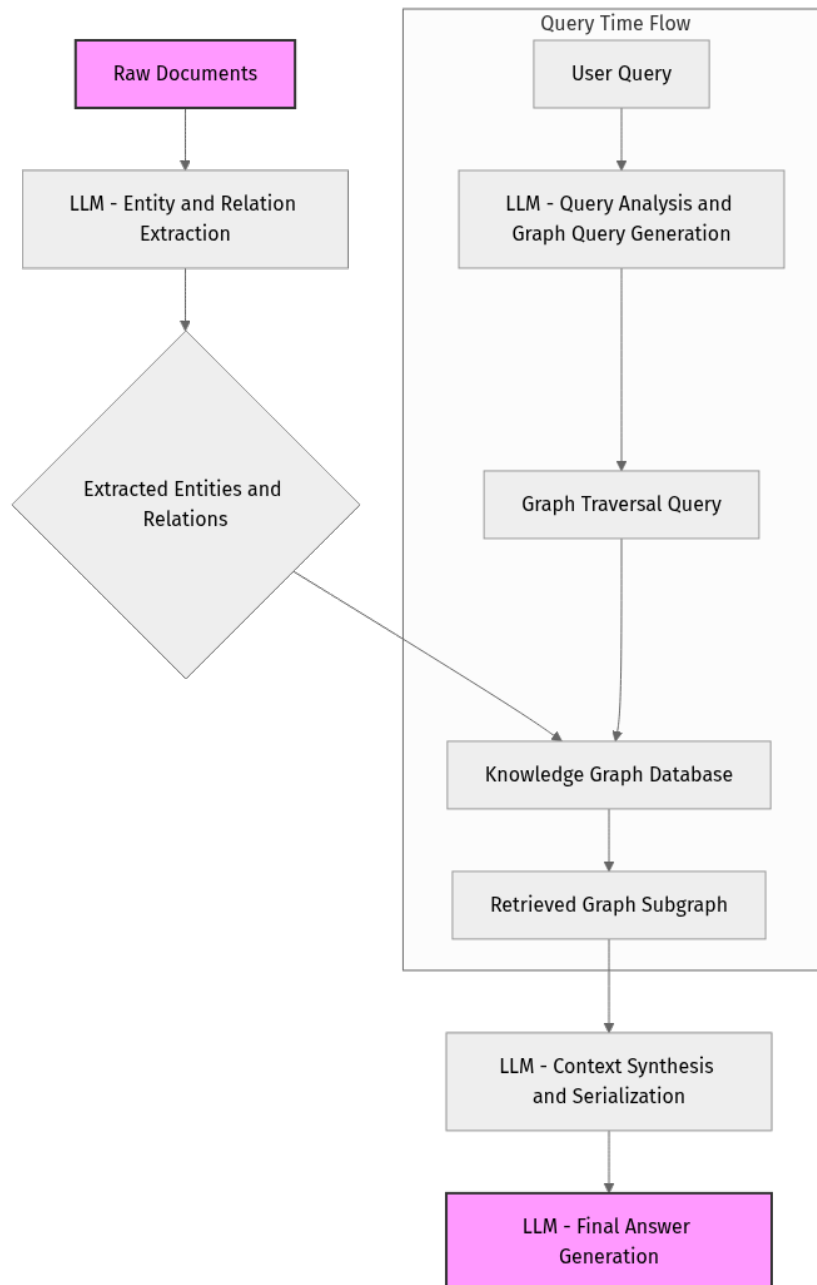 Raw Documents
LLM - Entity and Relation
Extraction
Extracted Entities and
Relations
Query Time Flow
User Query
LLM - Query Analysis and
Graph Query Generation
Graph Traversal Query
Knowledge Graph Database
Retrieved Graph Subgraph
LLM - Context Synthesis
and Serialization
LLM - Final Answer
Generation